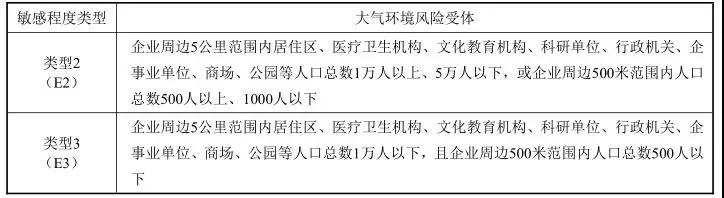 敏感程度类型 大气环境风险受体
类型2
（E2）
企业周边5公里范围内居住区、医疗卫生机构、文化教育机构、科研单位、行政机关、企
事业单位、商场、公园等人口总数1万人以上、5万人以下，或企业周边500米范围内人口
总数500人以上、1000人以下
类型3
（E3）
企业周边5公里范围内居住区、医疗卫生机构、文化教育机构、科研单位、行政机关、企
事业单位、商场、公园等人口总数1万人以下，且企业周边500米范围内人口总数500人以
下